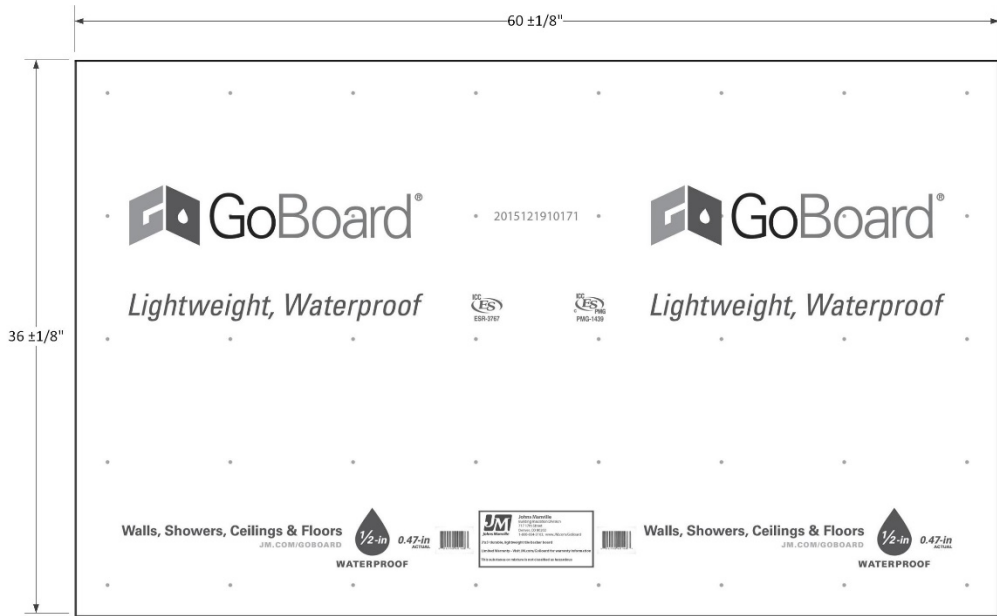 60 ±1/8"
36 ±1/8"
GoBoard®
2015121910171
GoBoard®
Lightweight, Waterproof
ICC ES
ESR-3767
ICC ES PMG
PMG-1439
Lightweight, Waterproof
Walls, Showers, Ceilings & Floors
JM.COM/GOBOARD
1/2-in
WATERPROOF
0.47-in
ACTUAL
JM
Johns Manville
Johns Manville
Walls, Showers, Ceilings & Floors
JM.COM/GOBOARD
1/2-in
WATERPROOF
0.47-in
ACTUAL